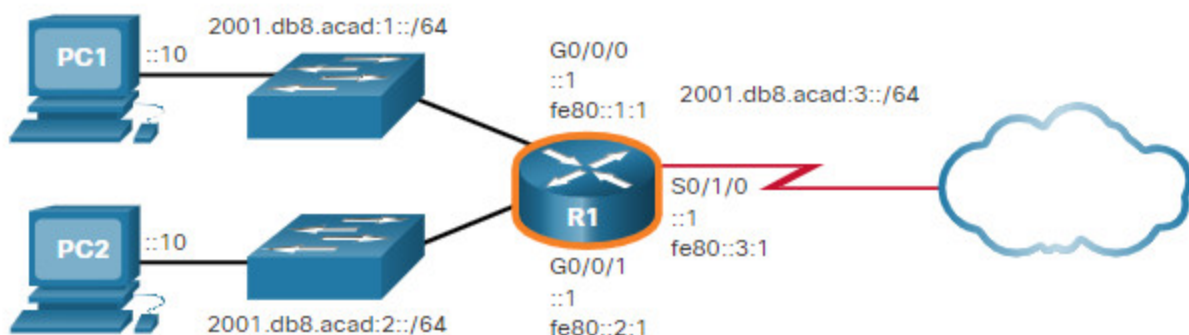 2001.db8.acad:1::/64
PC1
::10
G0/0/0
::1
fe80::1:1
2001.db8.acad:3::/64
R1
S0/1/0
::1
fe80::3:1
PC2
::10
G0/0/1
::1
fe80::2:1
2001.db8.acad:2::/64